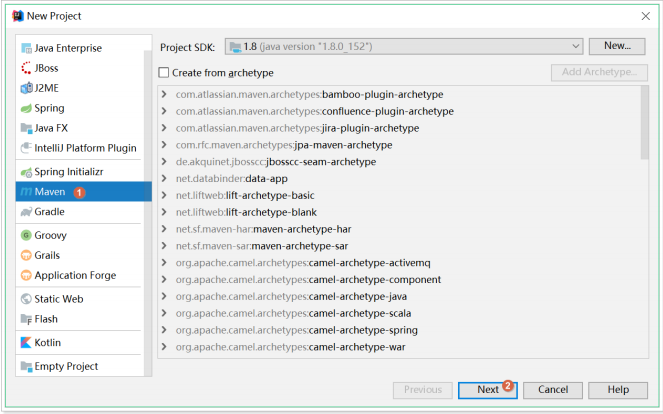 New Project
Java Enterprise
JBoss
J2ME
Spring
Java FX
IntelliJ Platform Plugin
Spring Initializr
Maven 1
Gradle
Groovy
Grails
Application Forge
Static Web
Flash
Kotlin
Empty Project
Project SDK: 1.8 (java version "1.8.0_152") New...
Create from archetype Add Archetype...
com.atlassian.maven.archetypes:bamboo-plugin-archetype
com.atlassian.maven.archetypes:confluence-plugin-archetype
com.atlassian.maven.archetypes:jira-plugin-archetype
com.rfc.maven.archetypes:jpa-maven-archetype
de.akquinet.jbosscc:jbosscc-seam-archetype
net.databinder:data-app
net.liftweb:lift-archetype-basic
net.liftweb:lift-archetype-blank
net.sf.maven-har:maven-archetype-har
net.sf.maven-sar:maven-archetype-sar
org.apache.camel.archetypes:camel-archetype-activemq
org.apache.camel.archetypes:camel-archetype-component
org.apache.camel.archetypes:camel-archetype-java
org.apache.camel.archetypes:camel-archetype-scala
org.apache.camel.archetypes:camel-archetype-spring
org.apache.camel.archetypes:camel-archetype-war
Previous Next 2 Cancel Help